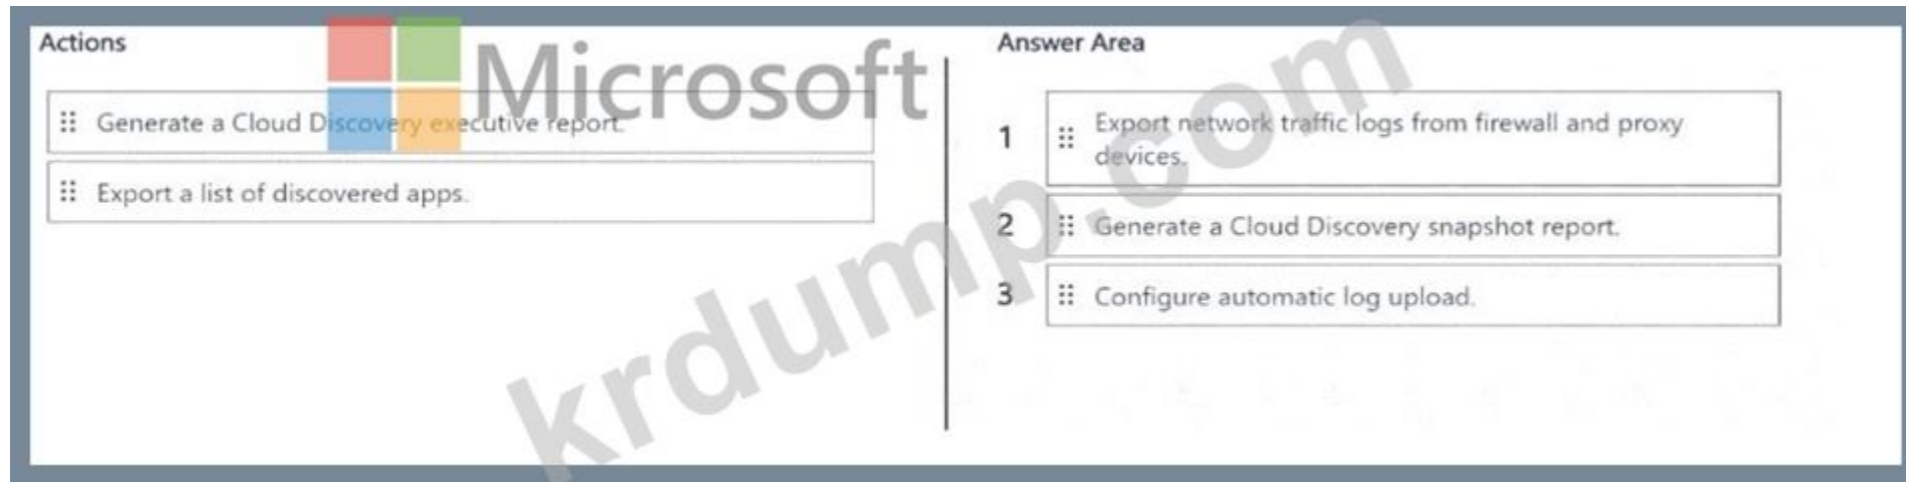 Actions
Microsoft
Generate a Cloud Discovery executive report.
Export a list of discovered apps.
Answer Area
1
Export network traffic logs from firewall and proxy
devices.
2
Generate a Cloud Discovery snapshot report.
3
Configure automatic log upload.
krdump.com